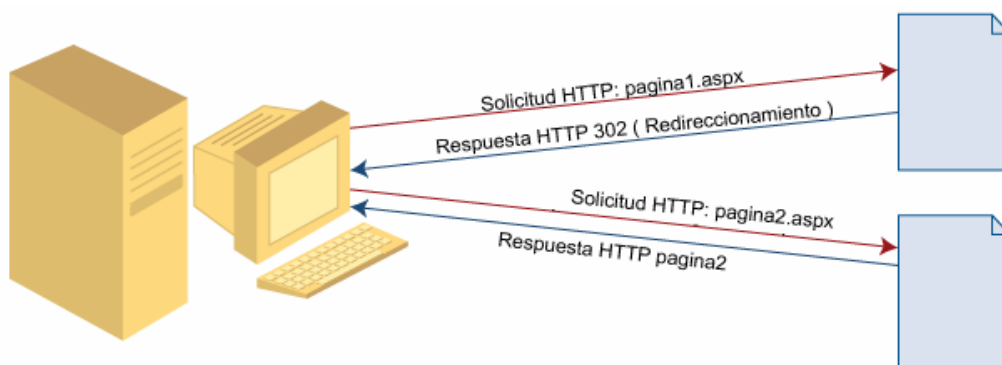 Solicitud HTTP: pagina1.aspx
Respuesta HTTP 302 ( Redireccionamiento )
Solicitud HTTP: pagina2.aspx
Respuesta HTTP pagina2